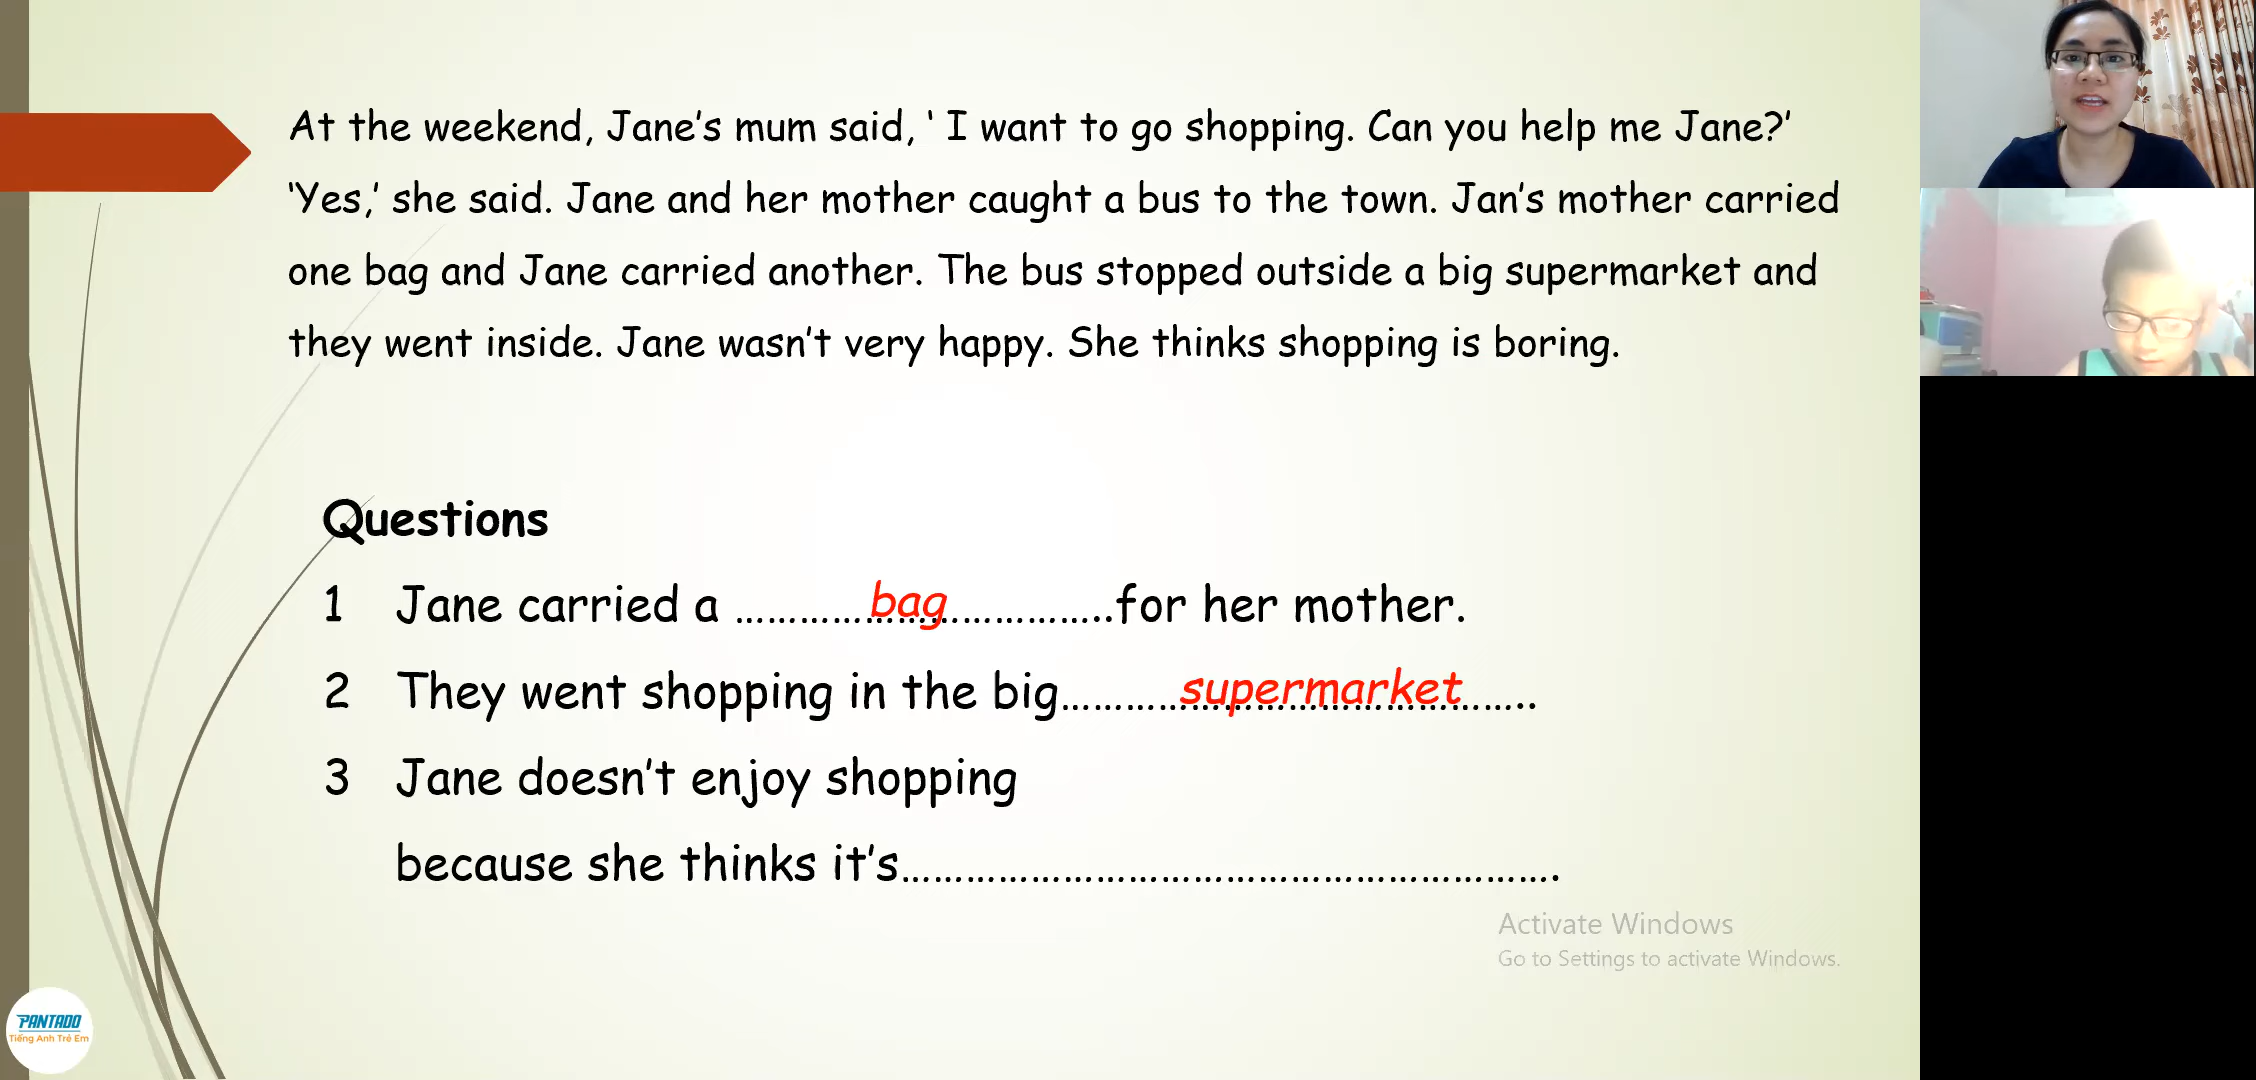 At the weekend, Jane's mum said, ‘ I want to go shopping. Can you help me Jane?’
‘Yes,’ she said. Jane and her mother caught a bus to the town. Jan's mother carried
one bag and Jane carried another. The bus stopped outside a big supermarket and
they went inside. Jane wasn't very happy. She thinks shopping is boring.
Questions
1 Jane carried a ……………bag………………..for her mother.
2 They went shopping in the big…………supermarket……..
3 Jane doesn't enjoy shopping
because she thinks it's…………………………………………………….
Activate Windows
Go to Settings to activate Windows.
PANTADO
Tiếng Anh Trẻ Em